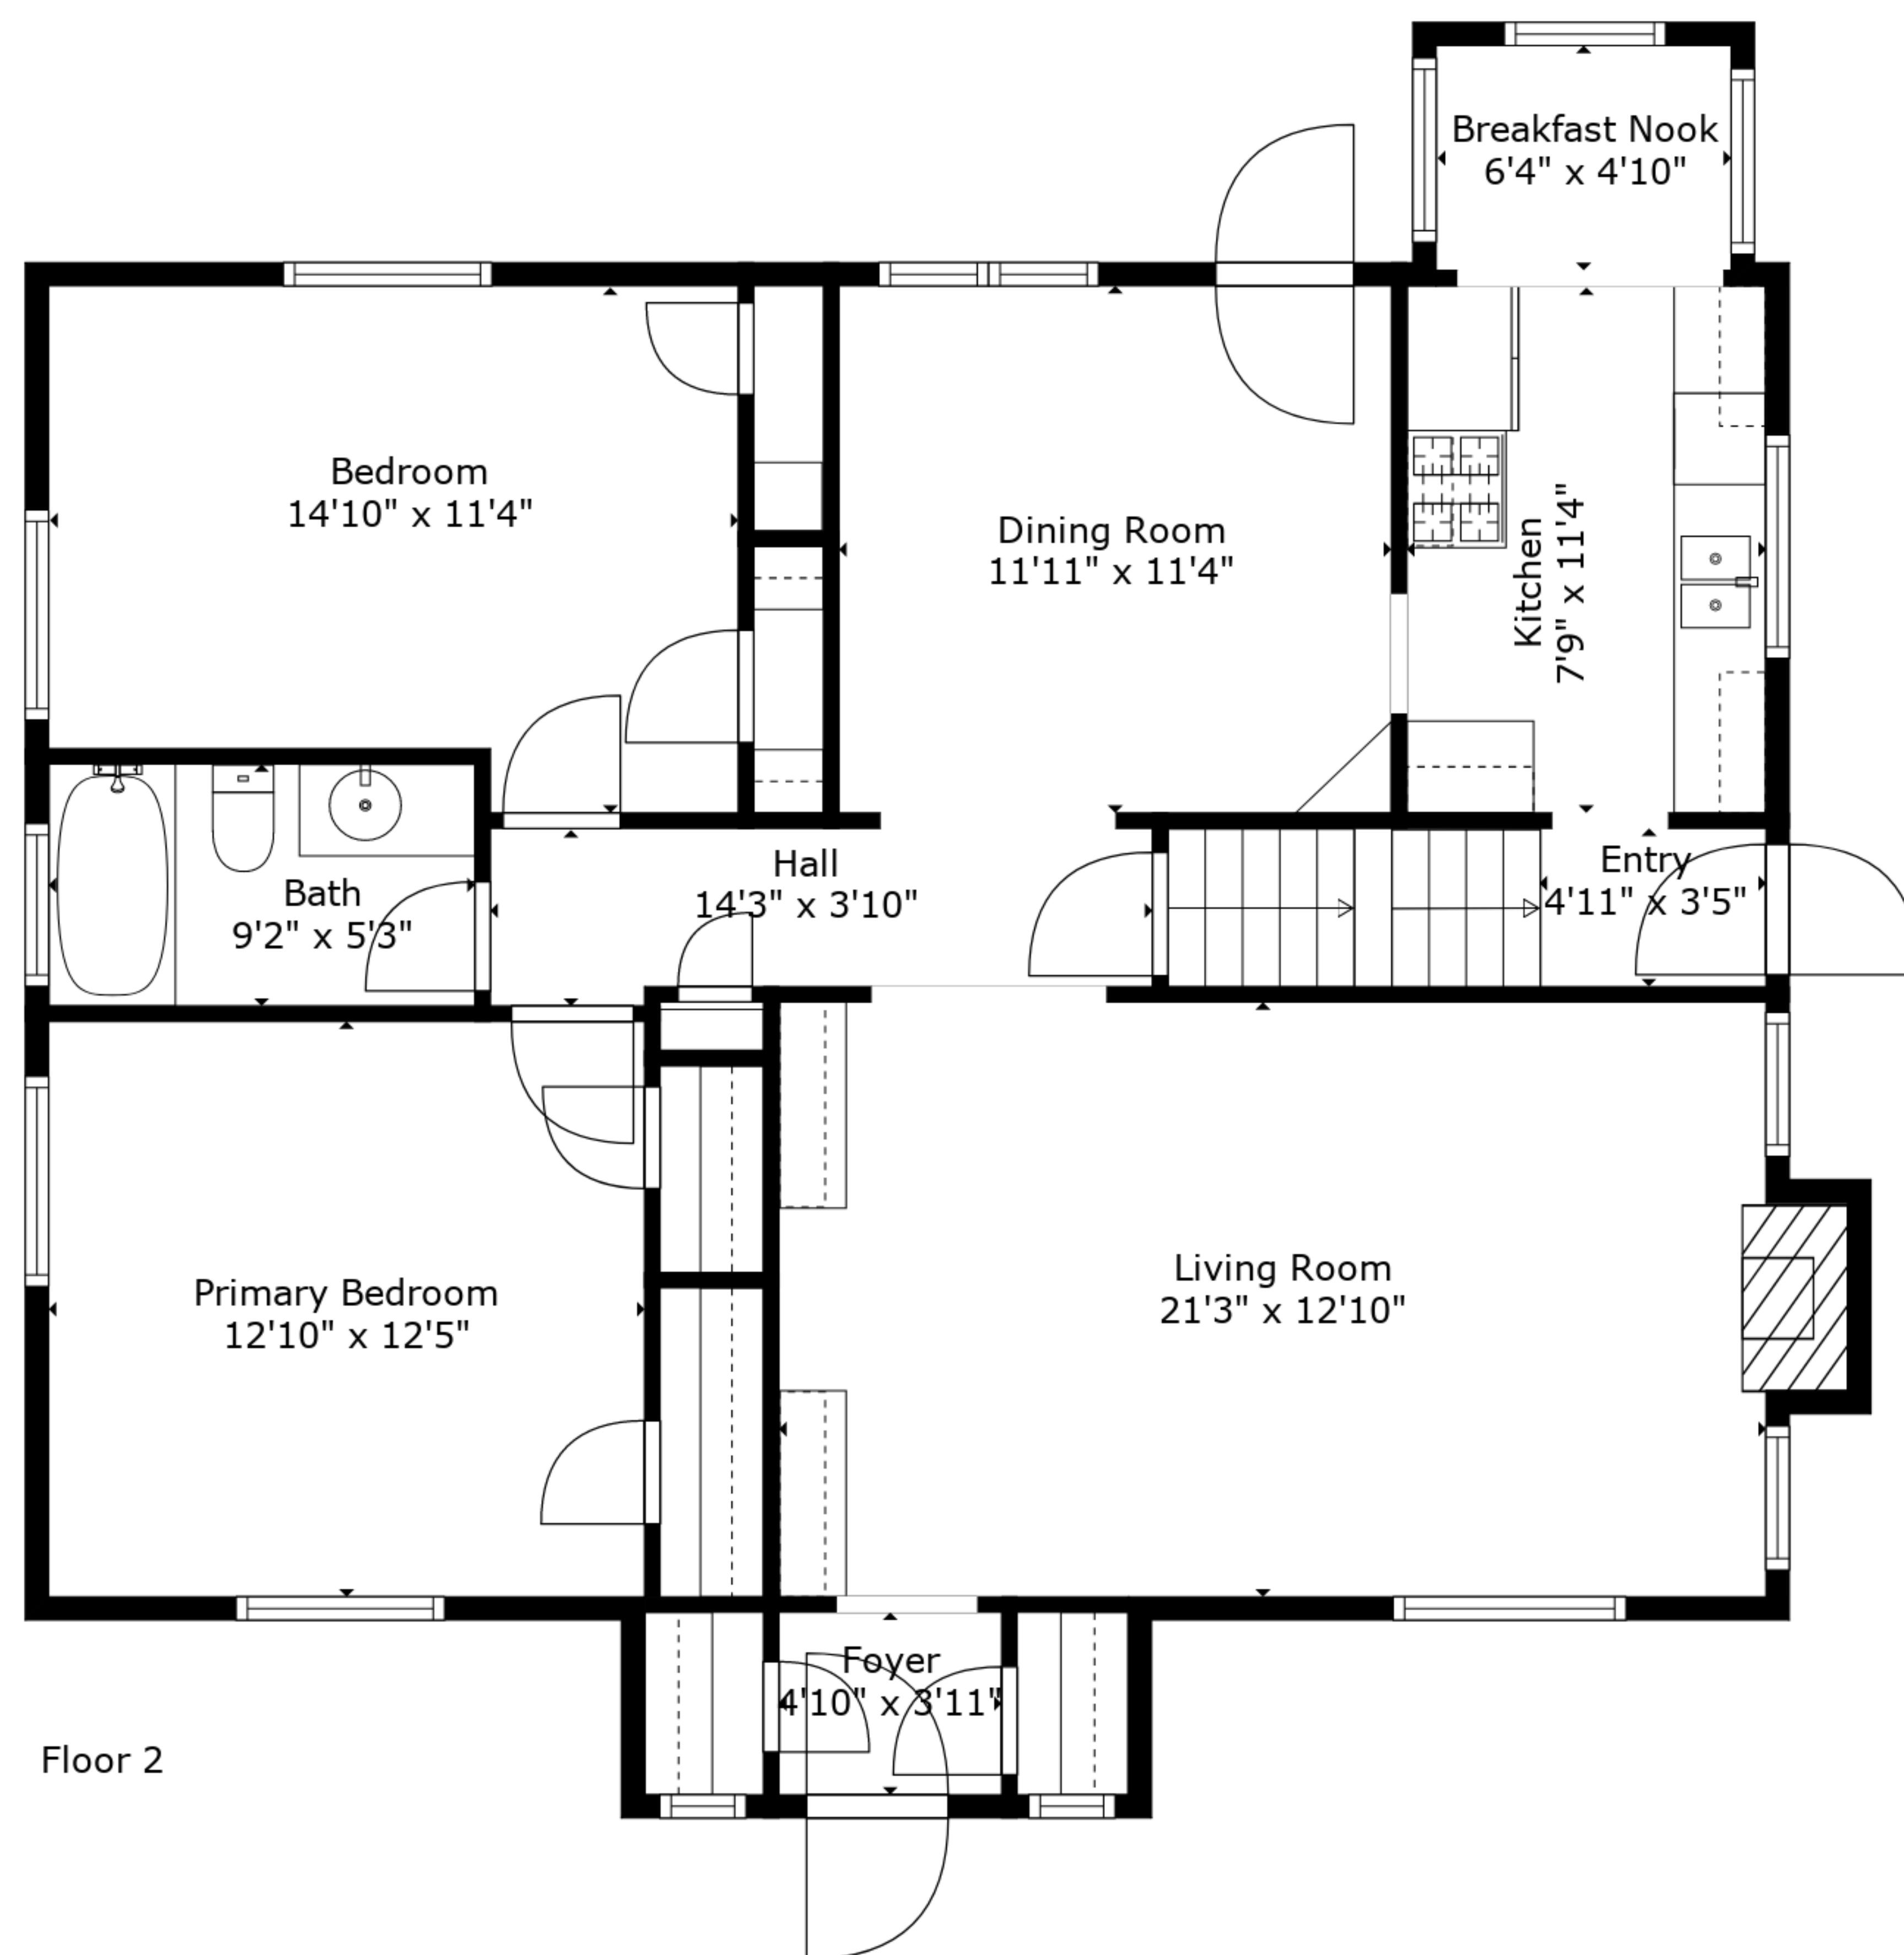 Breakfast Nook
6'4" x 4'10"
Bedroom
14'10" x 11'4"
Dining Room
11'11" x 11'4"
Kitchen
7'9" x 11'4"
Hall
14'3" x 3'10"
Entry
4'11" x 3'5"
Bath
9'2" x 5'3"
Living Room
21'3" x 12'10"
Primary Bedroom
12'10" x 12'5"
Foyer
4'10" x 3'11"
Floor 2